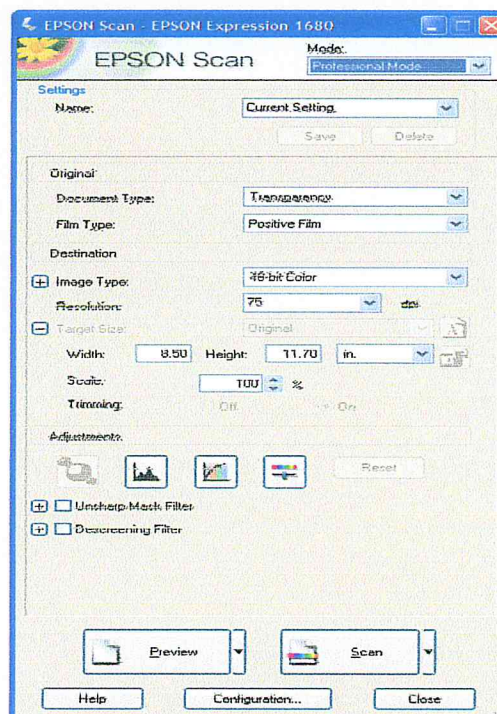 EPSON Scan - EPSON Expression 1680
EPSON Scan
Mode:
Professional Mode
Settings
Name: Current Setting
Save Delete
Original
Document Type: Transparency
Film Type: Positive Film
Destination
Image Type: 48-bit Color
Resolution: 75 dpi
Target Size: Original
Width: 8.50 Height: 11.70 in.
Scale: 100 %
Trimming: Off On
Adjustments
Reset
Unsharp Mask Filter
Descreening Filter
Preview Scan
Help Configuration... Close